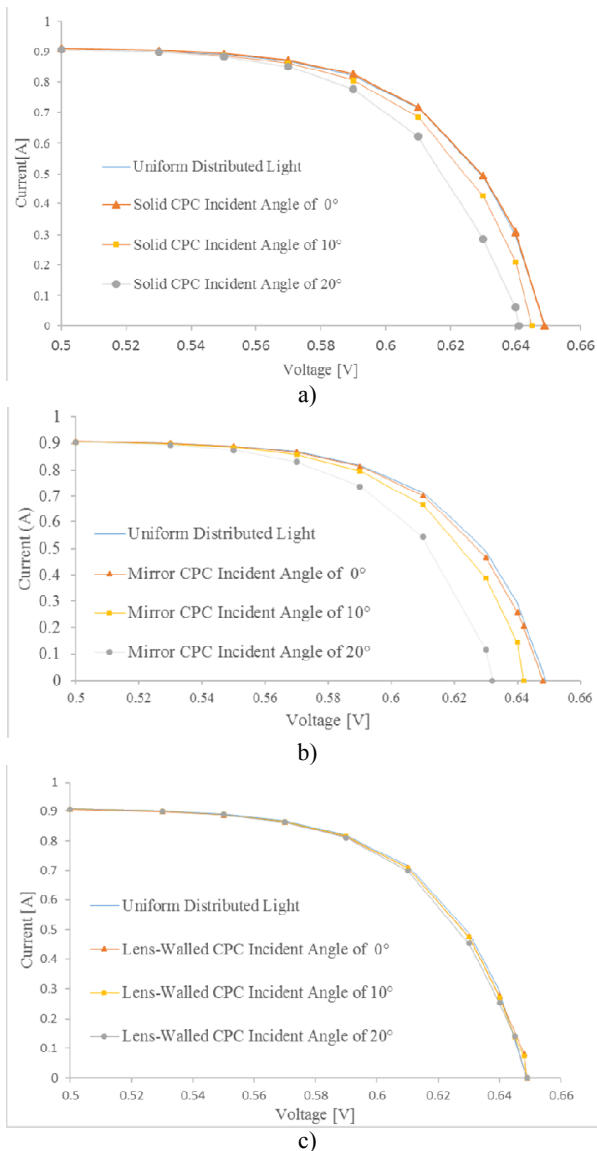 1
0.9
0.8
0.7
0.6
0.5
0.4
0.3
0.2
0.1
0
Current[A]
Uniform Distributed Light
Solid CPC Incident Angle of 0°
Solid CPC Incident Angle of 10°
Solid CPC Incident Angle of 20°
0.5 0.52 0.54 0.56 0.58 0.6 0.62 0.64 0.66
Voltage [V]
a)
1
0.9
0.8
0.7
0.6
0.5
0.4
0.3
0.2
0.1
0
Current (A)
Uniform Distributed Light
Mirror CPC Incident Angle of 0°
Mirror CPC Incident Angle of 10°
Mirror CPC Incident Angle of 20°
0.5 0.52 0.54 0.56 0.58 0.6 0.62 0.64 0.66
Voltage [V]
b)
1
0.9
0.8
0.7
0.6
0.5
0.4
0.3
0.2
0.1
0
Current [A]
Uniform Distributed Light
Lens-Walled CPC Incident Angle of 0°
Lens-Walled CPC Incident Angle of 10°
Lens-Walled CPC Incident Angle of 20°
0.5 0.52 0.54 0.56 0.58 0.6 0.62 0.64 0.66
Voltage [V]
c)